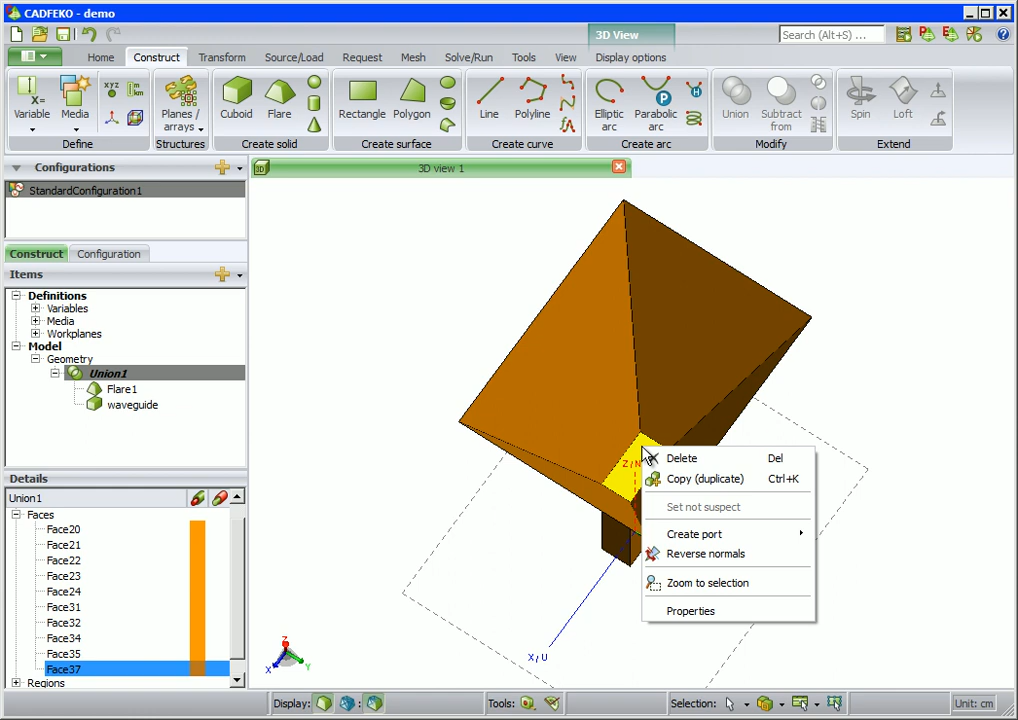 CADFEKO - demo
3D View
Search (Alt+S) ...
Home Construct Transform Source/Load Request Mesh Solve/Run Tools View Display options
X=
xyz
km
Variable Media Planes / arrays Cuboid Flare Rectangle Polygon Line Polyline Elliptic arc Parabolic arc Union Subtract from Spin Loft
Define Structures Create solid Create surface Create curve Create arc Modify Extend
Configurations
3D view 1
StandardConfiguration1
Construct Configuration
Items
Definitions
Variables
Media
Workplanes
Model
Geometry
Union1
Flare1
waveguide
Details
Union1
Faces
Face20
Face21
Face22
Face23
Face24
Face31
Face32
Face34
Face35
Face37
Regions
Z/N
X/U
Z
X
Y
Delete Del
Copy (duplicate) Ctrl+K
Set not suspect
Create port
Reverse normals
Zoom to selection
Properties
Display: Tools: Selection: Unit: cm